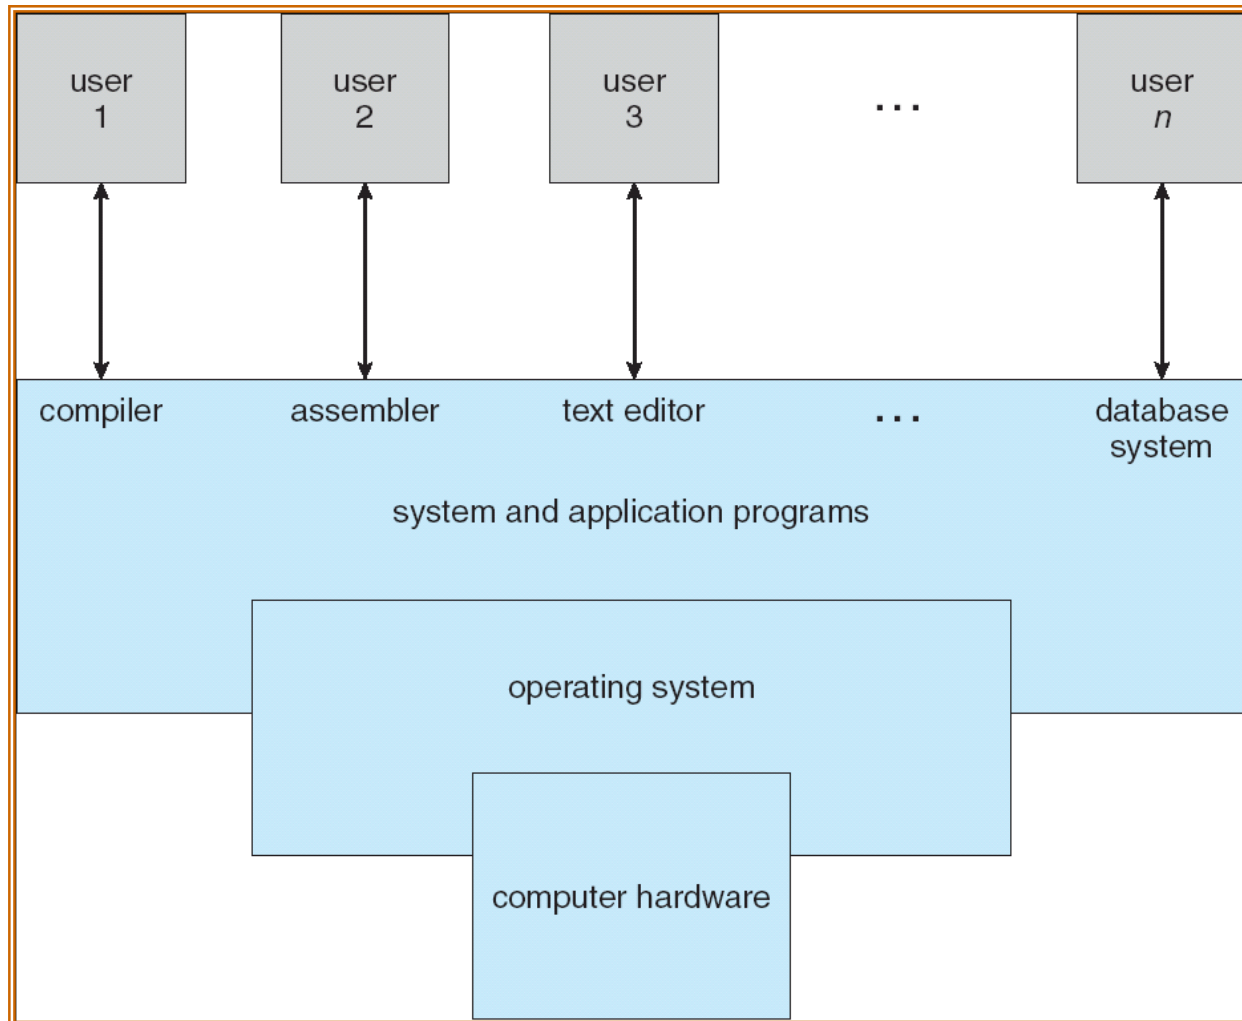 user
1
user
2
user
3
...
user
n
compiler
assembler
text editor
...
database
system
system and application programs
operating system
computer hardware